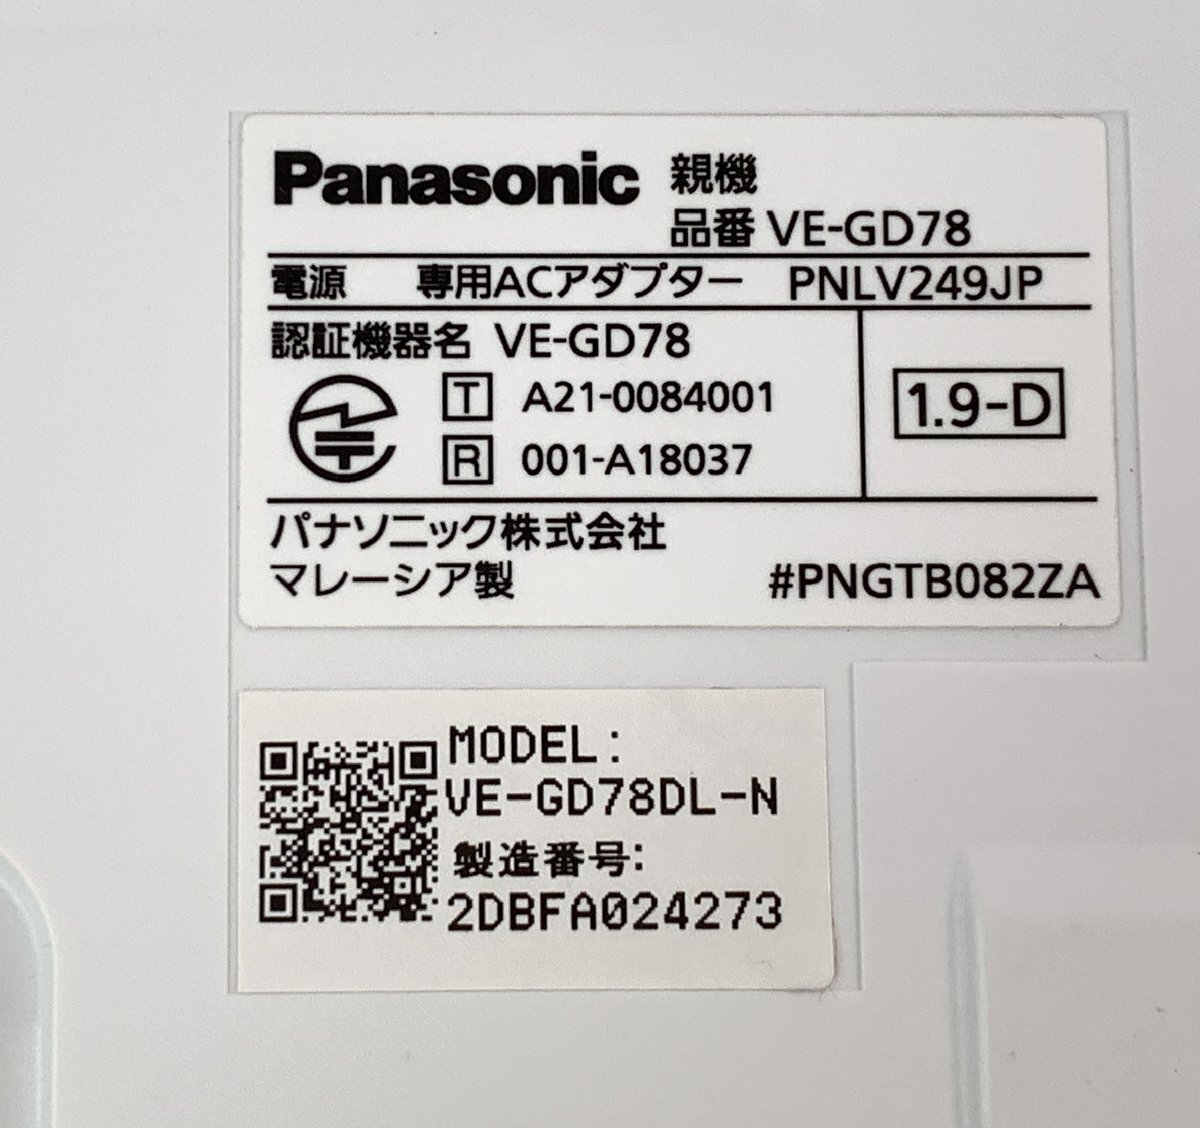 Panasonic 親機
品番 VE-GD78
電源 専用ACアダプター PNLV249JP
認証機器名 VE-GD78
T A21-0084001
R 001-A18037
1.9-D
パナソニック株式会社
マレーシア製 #PNGTB082ZA
MODEL:
VE-GD78DL-N
製造番号:
2DBFA024273